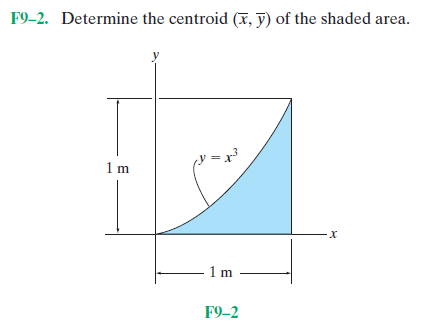 F9–2. Determine the centroid (x̅, y̅) of the shaded area.
y
y = x³
1 m
x
1 m
F9–2